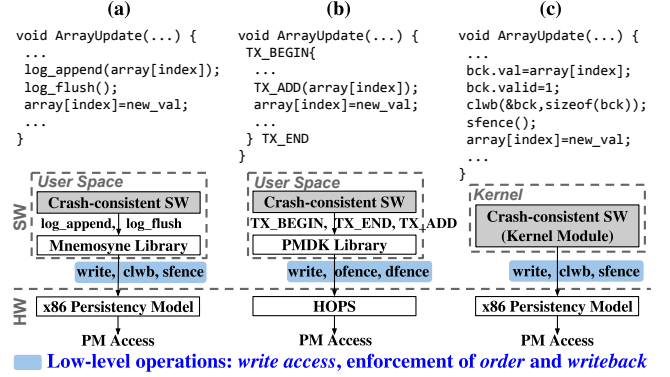 (a)
void ArrayUpdate(...) {
...
log_append(array[index]);
log_flush();
array[index]=new_val;
...
}
User Space
Crash-consistent SW
log_append, log_flush
Mnemosyne Library
write, clwb, sfence
x86 Persistency Model
PM Access
(b)
void ArrayUpdate(...) {
TX_BEGIN{
...
TX_ADD(array[index]);
array[index]=new_val;
...
} TX_END
}
User Space
Crash-consistent SW
TX_BEGIN, TX_END, TX_ADD
PMDK Library
write, ofence, dfence
HOPS
PM Access
(c)
void ArrayUpdate(...) {
...
bck.val=array[index];
bck.valid=1;
clwb(&bck,sizeof(bck));
sfence();
array[index]=new_val;
...
}
Kernel
Crash-consistent SW
(Kernel Module)
write, clwb, sfence
x86 Persistency Model
PM Access
SW
HW
Low-level operations: write access, enforcement of order and writeback